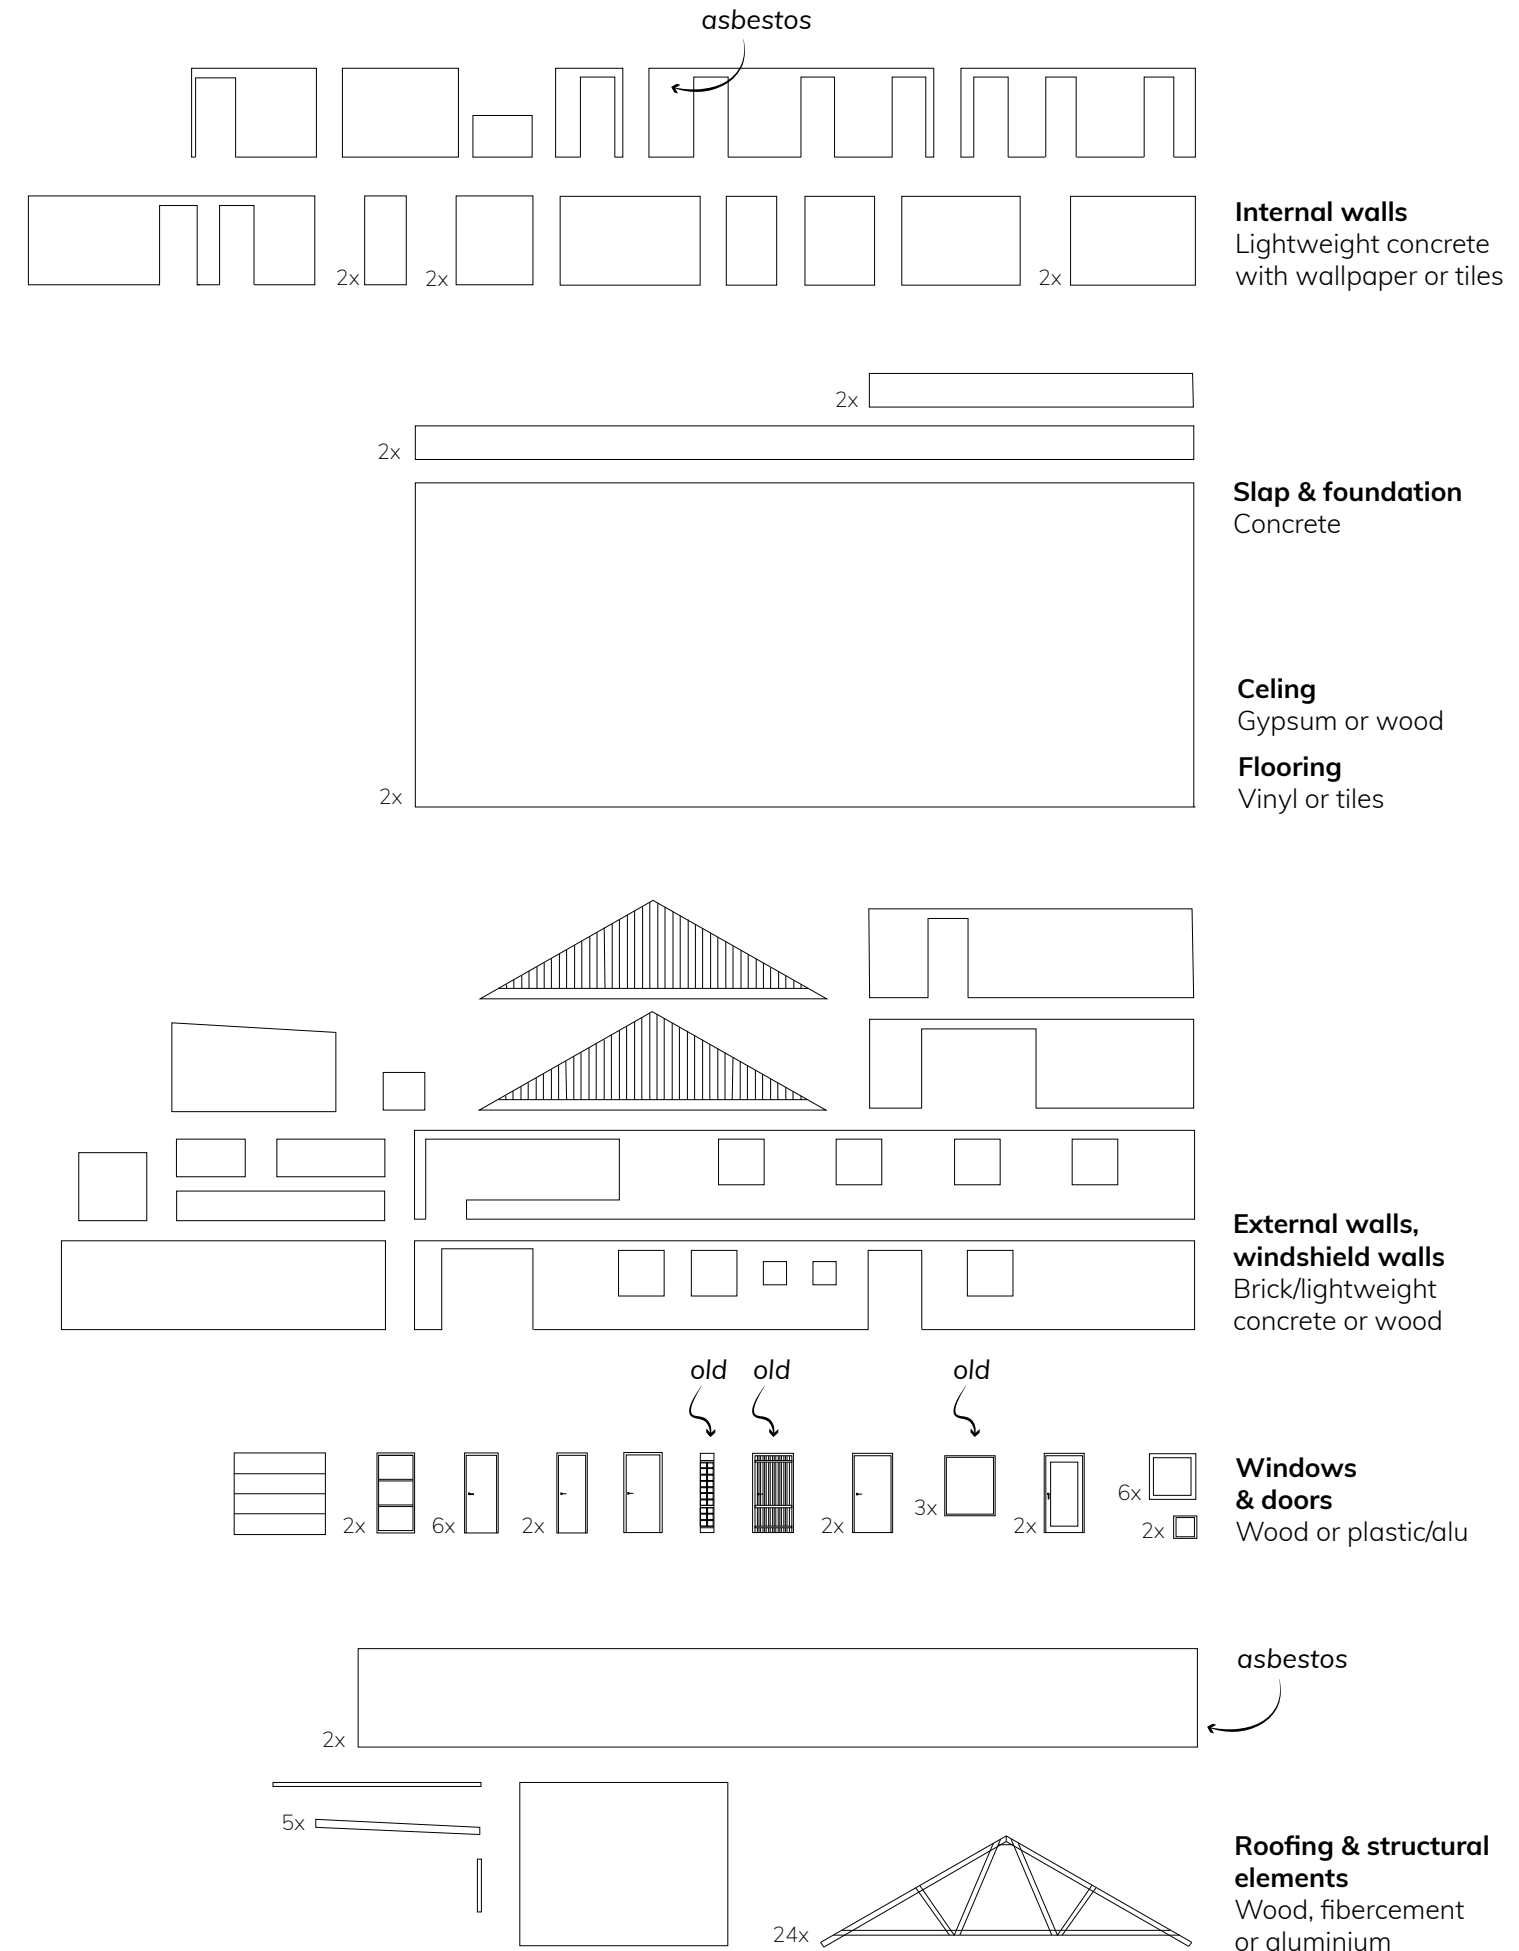 asbestos
Internal walls
Lightweight concrete
with wallpaper or tiles
2x
2x
2x
2x
2x
Slap & foundation
Concrete
Celing
Gypsum or wood
Flooring
Vinyl or tiles
2x
External walls,
windshield walls
Brick/lightweight
concrete or wood
old
old
old
Windows
& doors
Wood or plastic/alu
2x
6x
2x
2x
3x
2x
6x
2x
asbestos
2x
5x
Roofing & structural
elements
Wood, fibercement
or aluminium
24x